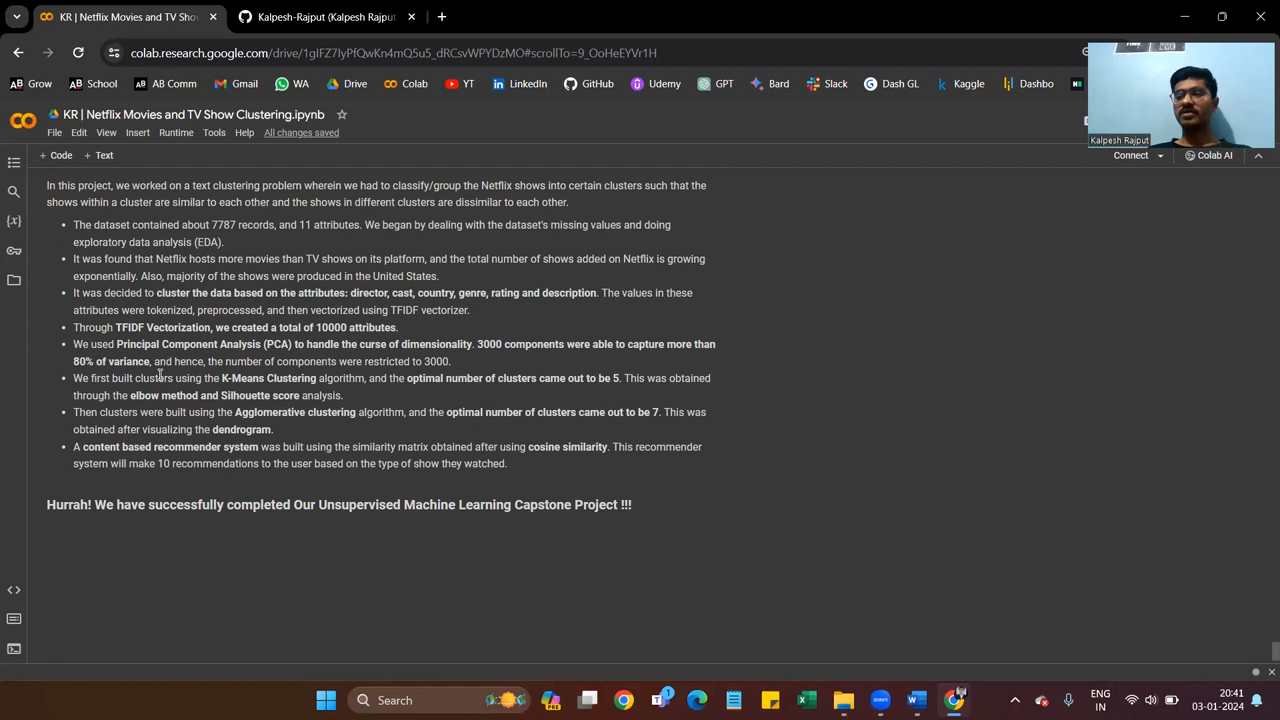 KR | Netflix Movies and TV Sho
Kalpesh-Rajput (Kalpesh Rajput)
colab.research.google.com/drive/1gIFZ7IyPfQwKn4mQ5u5_dRCsvWPYDzMO#scrollTo=9_OoHeEYVr1H
Grow School AB Comm Gmail WA Drive Colab YT LinkedIn GitHub Udemy GPT Bard Slack Dash GL Kaggle Dashbo
KR | Netflix Movies and TV Show Clustering.ipynb
File Edit View Insert Runtime Tools Help All changes saved
Kalpesh Rajput
+ Code + Text Connect Colab AI
In this project, we worked on a text clustering problem wherein we had to classify/group the Netflix shows into certain clusters such that the
shows within a cluster are similar to each other and the shows in different clusters are dissimilar to each other.
• The dataset contained about 7787 records, and 11 attributes. We began by dealing with the dataset's missing values and doing
exploratory data analysis (EDA).
• It was found that Netflix hosts more movies than TV shows on its platform, and the total number of shows added on Netflix is growing
exponentially. Also, majority of the shows were produced in the United States.
• It was decided to cluster the data based on the attributes: director, cast, country, genre, rating and description. The values in these
attributes were tokenized, preprocessed, and then vectorized using TFIDF vectorizer.
• Through TFIDF Vectorization, we created a total of 10000 attributes.
• We used Principal Component Analysis (PCA) to handle the curse of dimensionality. 3000 components were able to capture more than
80% of variance, and hence, the number of components were restricted to 3000.
• We first built clusters using the K-Means Clustering algorithm, and the optimal number of clusters came out to be 5. This was obtained
through the elbow method and Silhouette score analysis.
• Then clusters were built using the Agglomerative clustering algorithm, and the optimal number of clusters came out to be 7. This was
obtained after visualizing the dendrogram.
• A content based recommender system was built using the similarity matrix obtained after using cosine similarity. This recommender
system will make 10 recommendations to the user based on the type of show they watched.
Hurrah! We have successfully completed Our Unsupervised Machine Learning Capstone Project !!!
Search
ENG
IN
20:41
03-01-2024